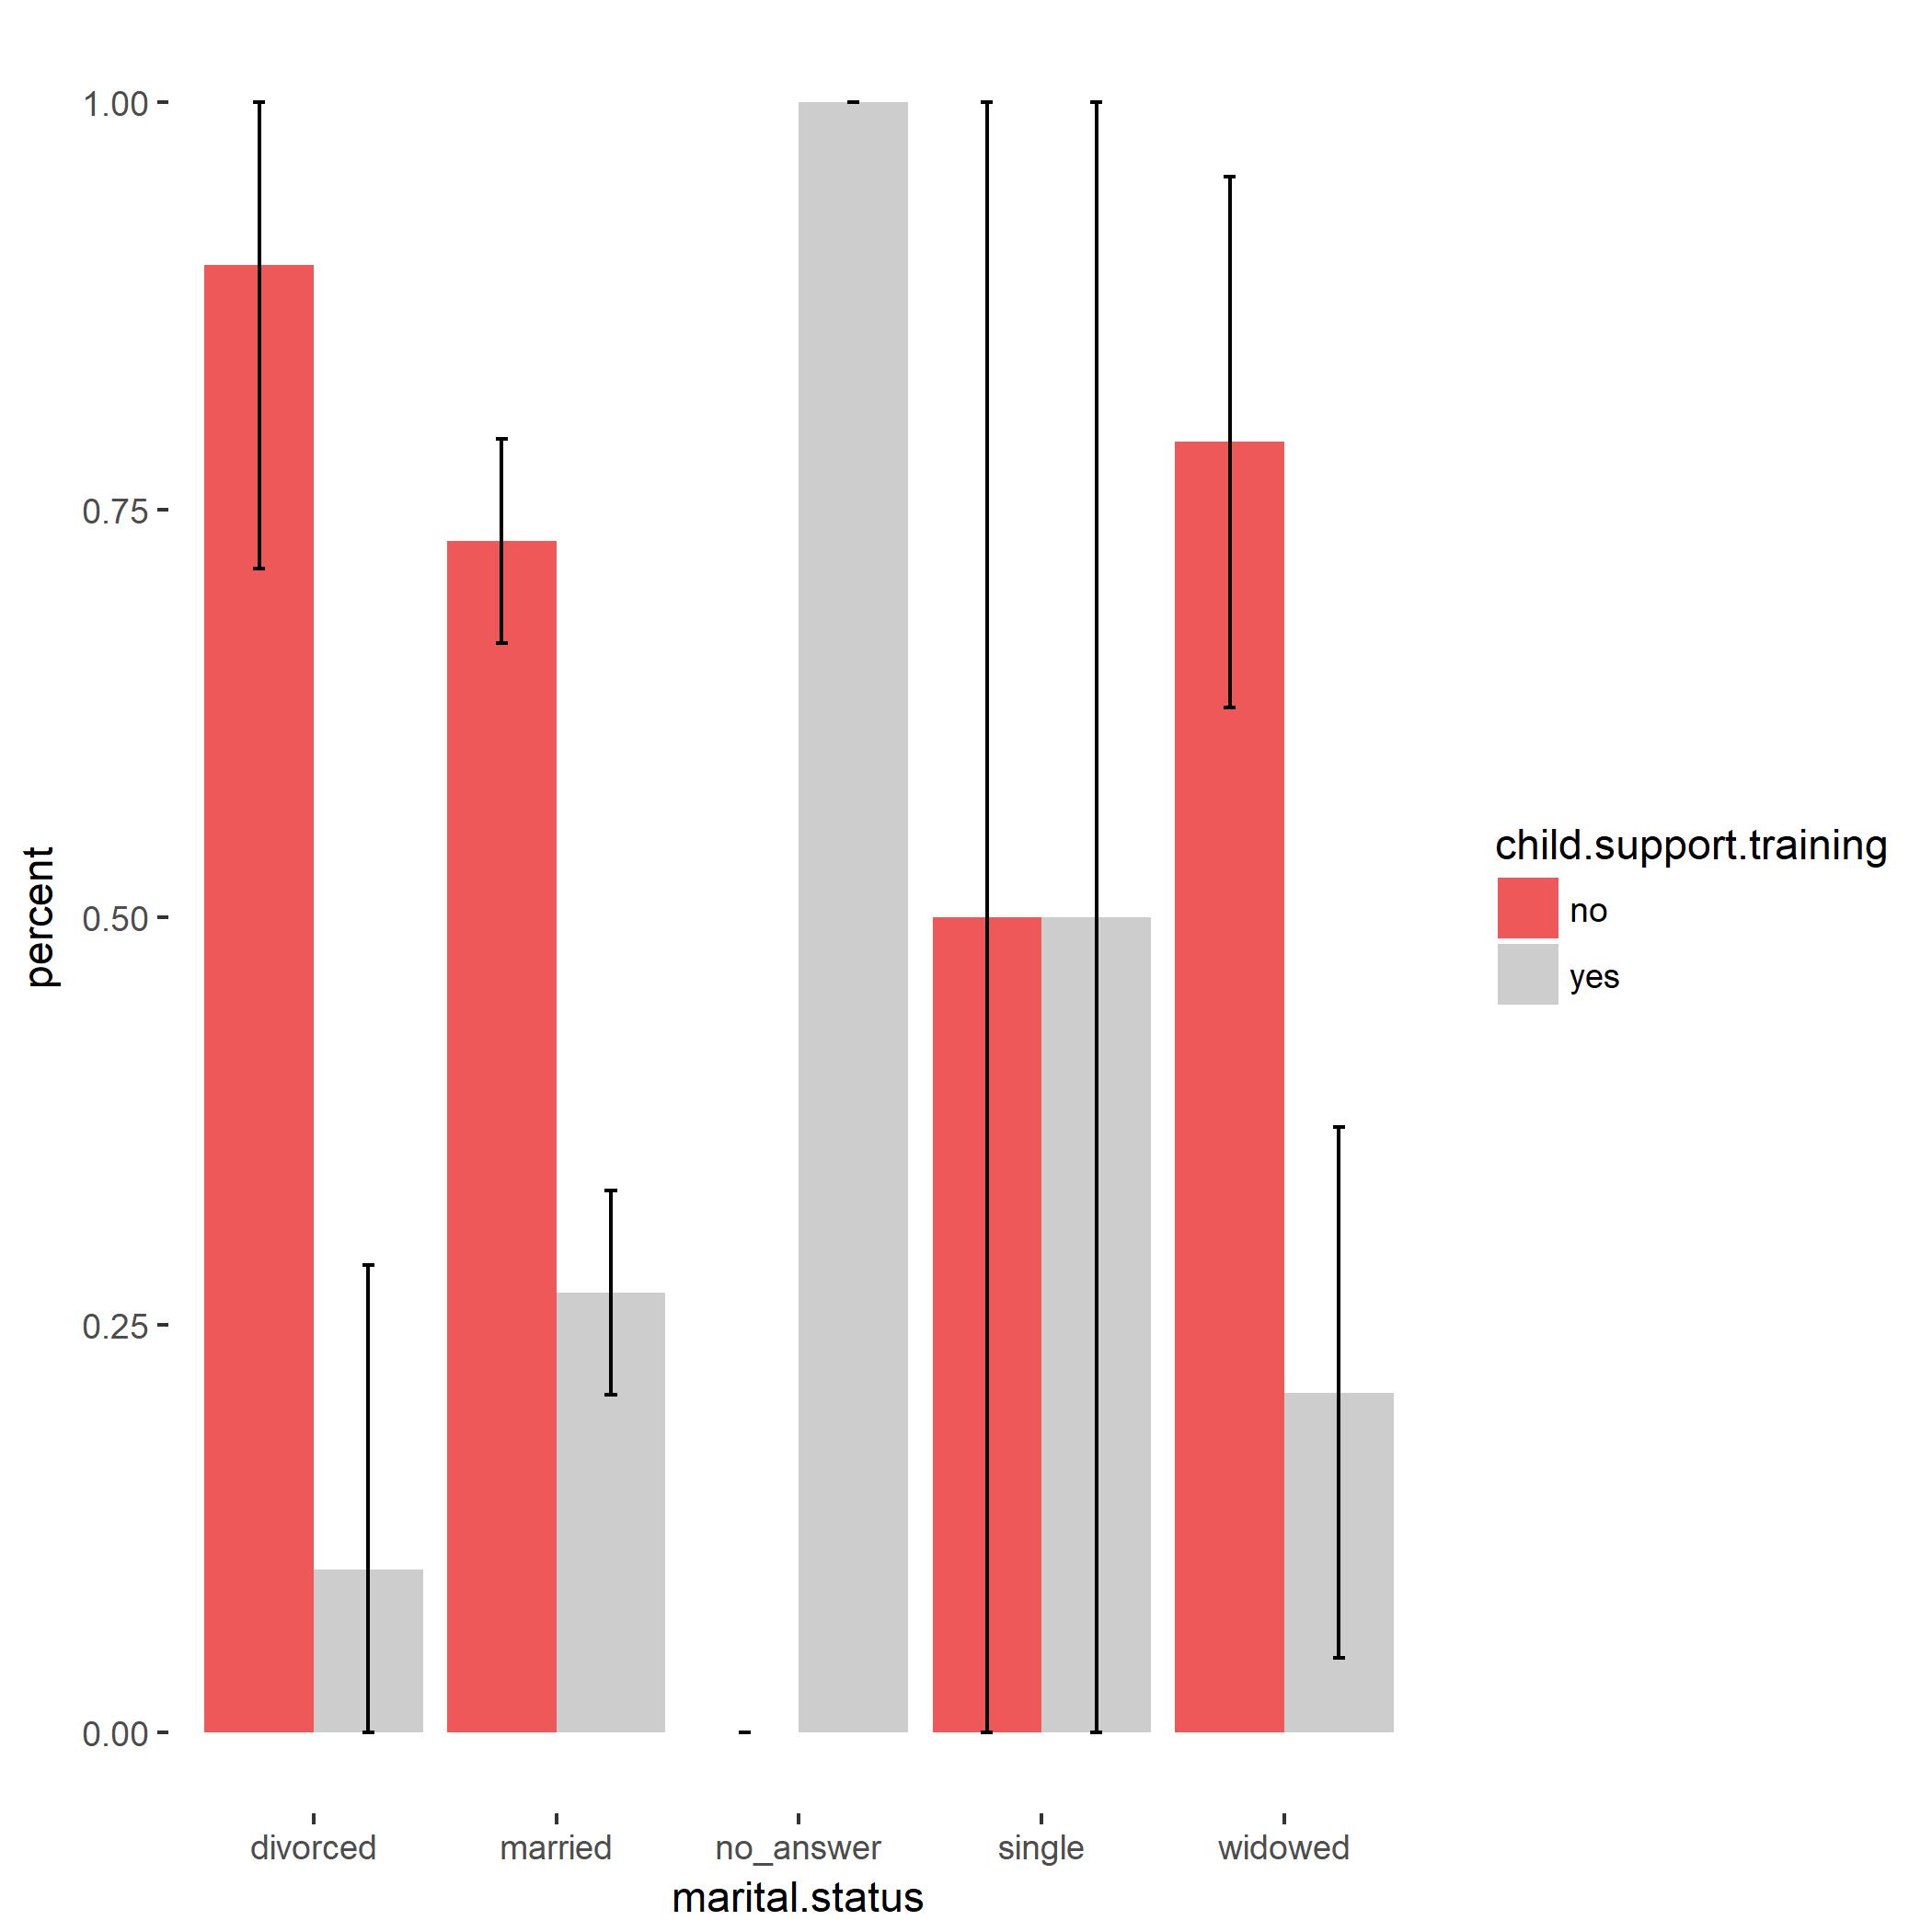 1.00
0.75
0.50
0.25
0.00
percent
divorced married no_answer single widowed
marital.status
child.support.training
no
yes